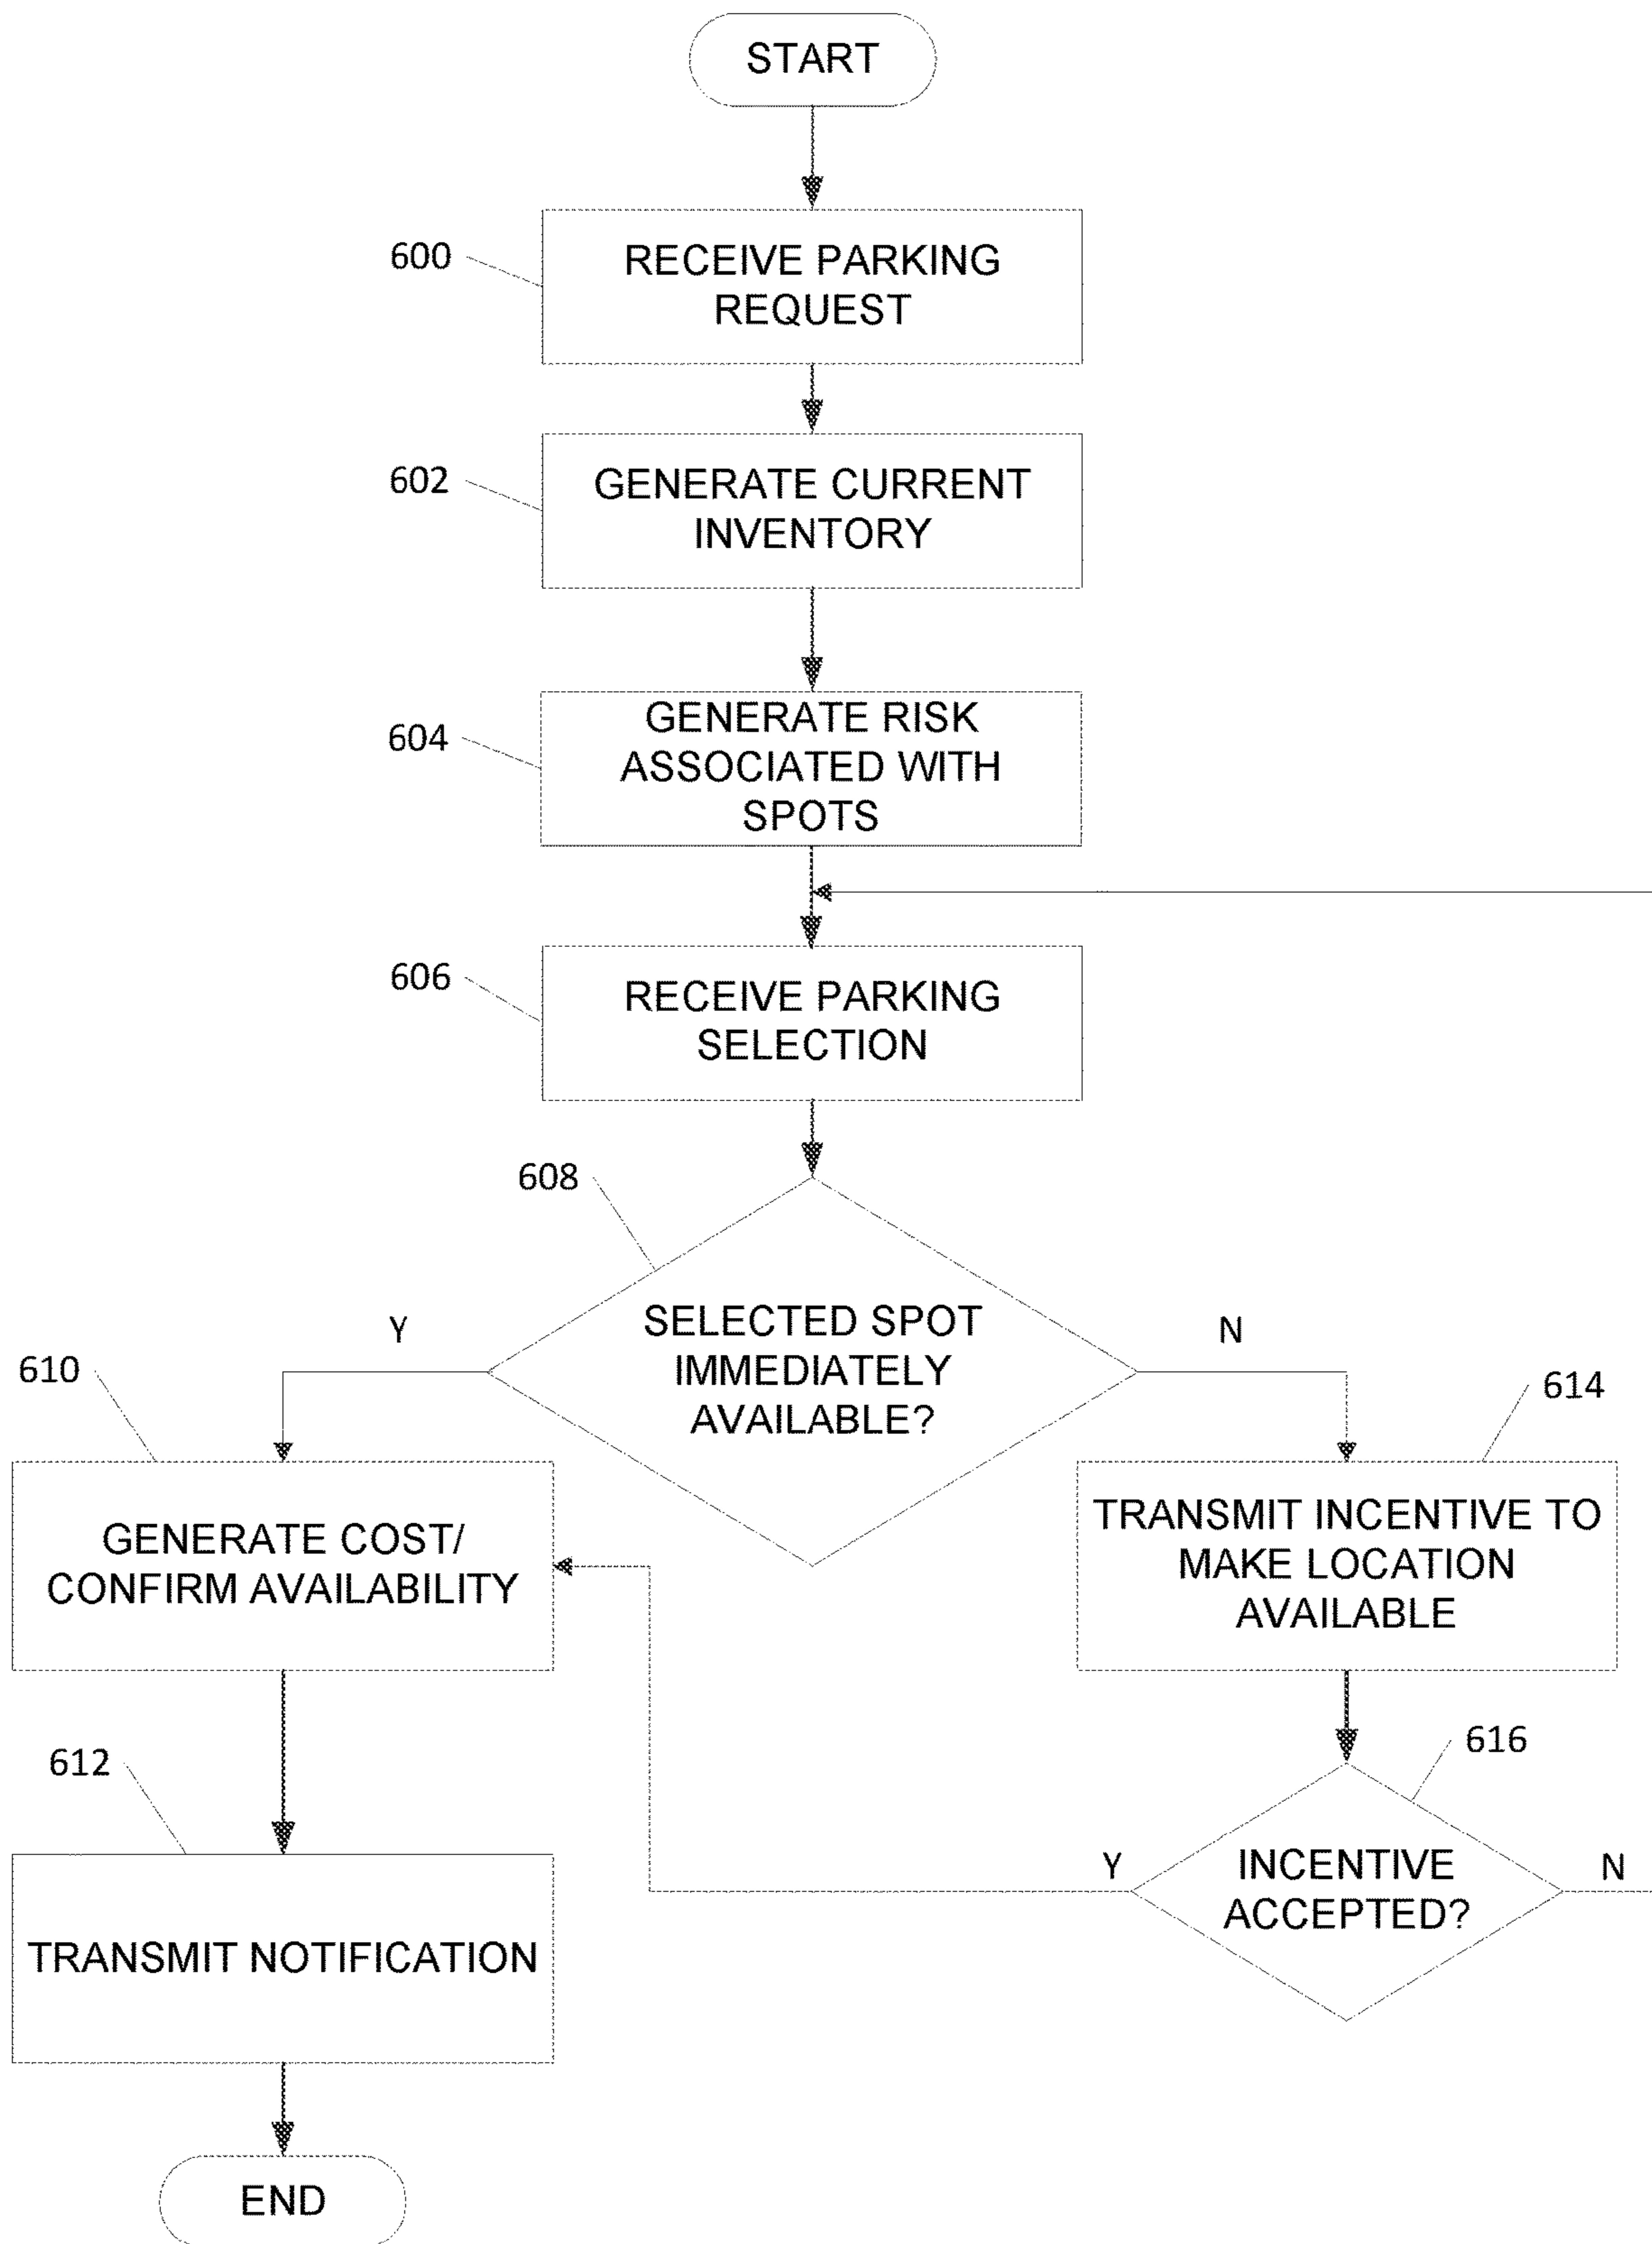 START
600
RECEIVE PARKING
REQUEST
602
GENERATE CURRENT
INVENTORY
604
GENERATE RISK
ASSOCIATED WITH
SPOTS
606
RECEIVE PARKING
SELECTION
608
SELECTED SPOT
IMMEDIATELY
AVAILABLE?
Y
N
610
GENERATE COST/
CONFIRM AVAILABILITY
614
TRANSMIT INCENTIVE TO
MAKE LOCATION
AVAILABLE
612
TRANSMIT NOTIFICATION
616
INCENTIVE
ACCEPTED?
Y
N
END